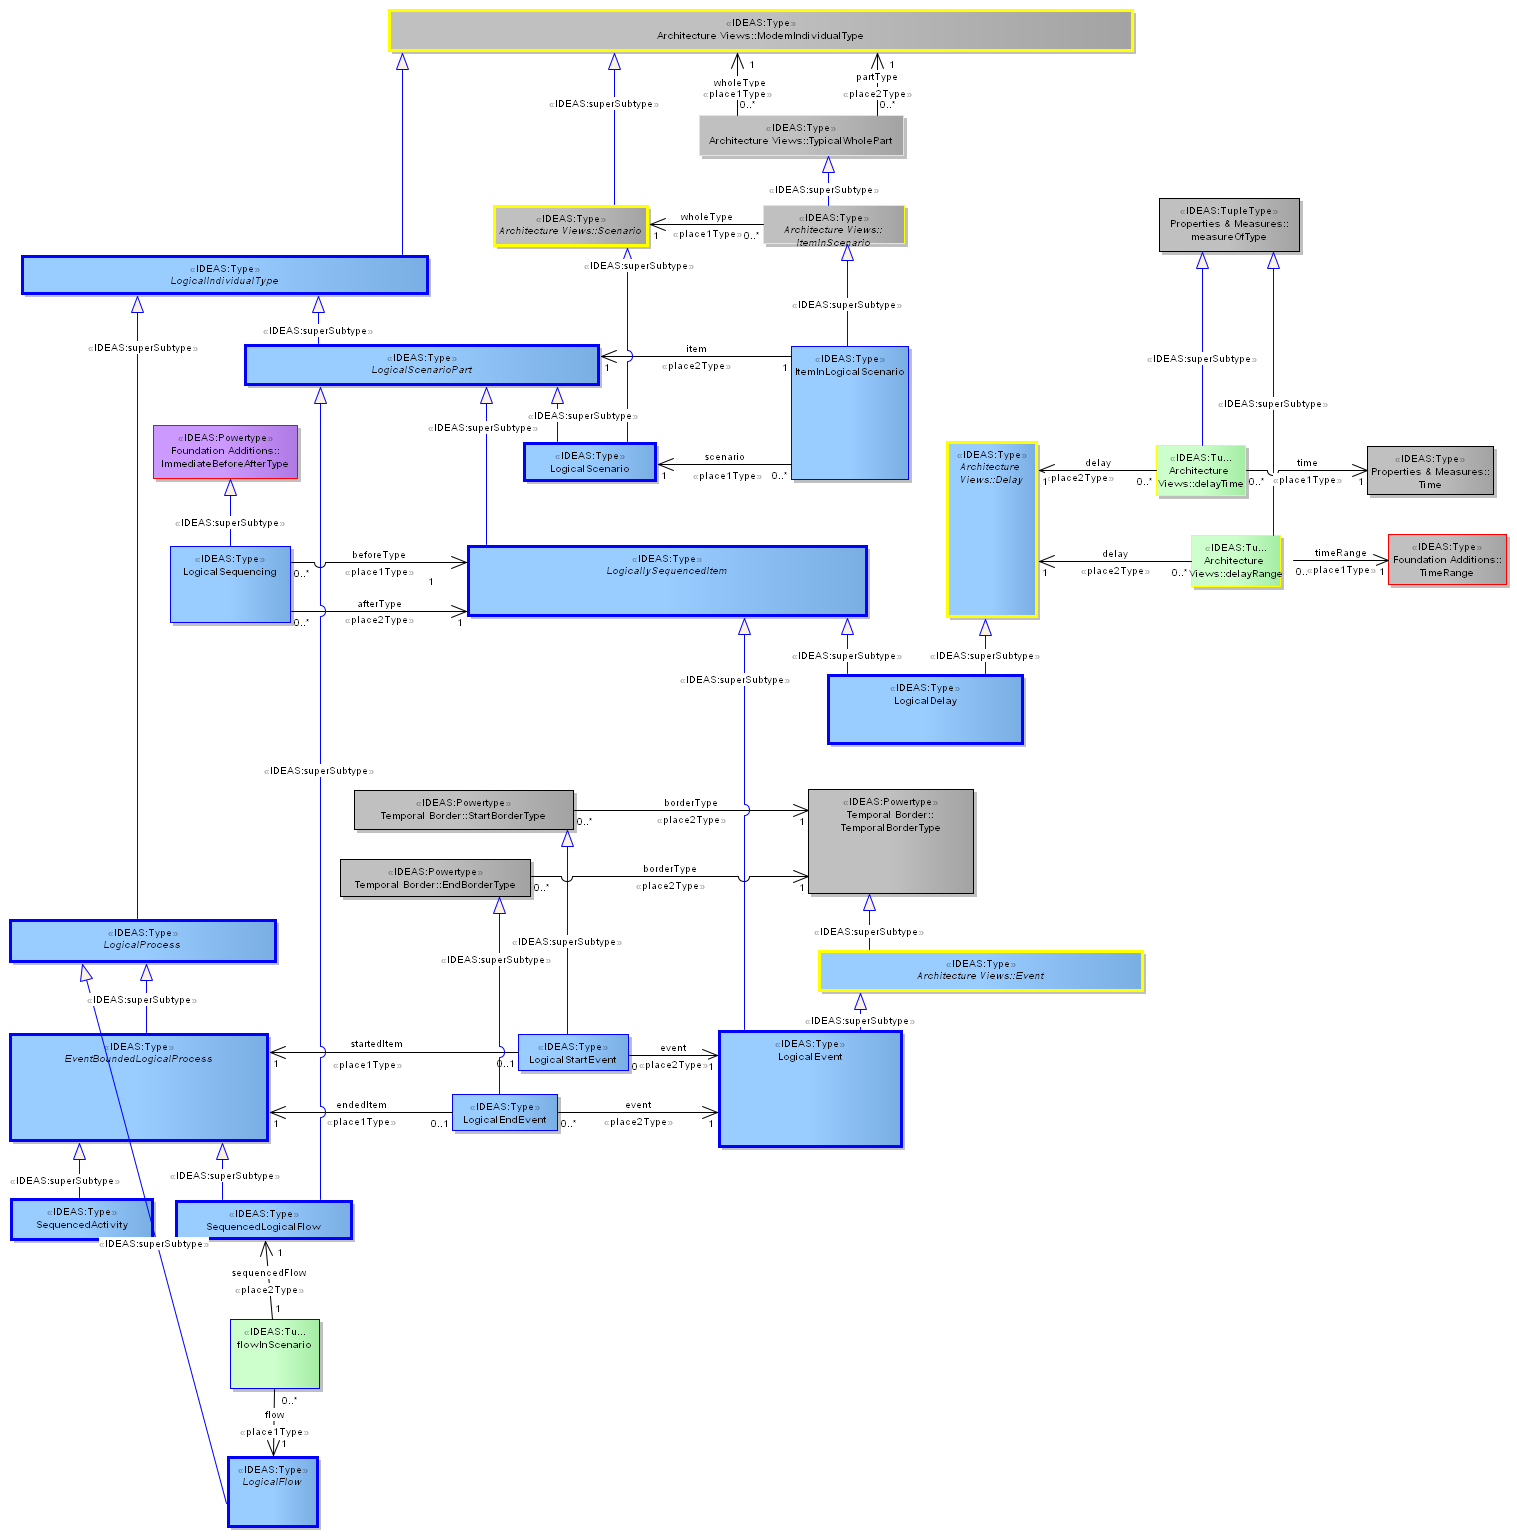 «IDEAS:Type»
Architecture Views::ModemIndividualType
1
wholeType
«place1Type»
0..*
1
partType
«place2Type»
0..*
«IDEAS:superSubtype»
«IDEAS:Type»
Architecture Views::TypicalWholePart
«IDEAS:superSubtype»
«IDEAS:Type»
Architecture Views::Scenario
wholeType
1
«place1Type»
0..*
«IDEAS:Type»
Architecture Views::
ItemInScenario
«IDEAS:TupleType»
Properties & Measures::
measureOfType
«IDEAS:Type»
LogicalIndividualType
«IDEAS:superSubtype»
«IDEAS:superSubtype»
«IDEAS:superSubtype»
«IDEAS:superSubtype»
«IDEAS:superSubtype»
«IDEAS:Type»
LogicalScenarioPart
item
1
«place2Type»
1
«IDEAS:Type»
ItemInLogicalScenario
«IDEAS:superSubtype»
«IDEAS:superSubtype»
«IDEAS:superSubtype»
«IDEAS:superSubtype»
«IDEAS:Powertype»
Foundation Additions::
ImmediateBeforeAfterType
«IDEAS:Type»
LogicalScenario
scenario
1
«place1Type»
0..*
«IDEAS:Type»
Architecture
Views::Delay
delay
1
«place2Type»
0..*
«IDEAS:Tu...
Architecture
Views::delayTime
time
0..*
«place1Type»
1
«IDEAS:Type»
Properties & Measures::
Time
«IDEAS:superSubtype»
«IDEAS:Type»
LogicalSequencing
beforeType
0..*
«place1Type»
1
afterType
0..*
«place2Type»
1
«IDEAS:Type»
LogicallySequencedItem
delay
1
«place2Type»
0..*
«IDEAS:Tu...
Architecture
Views::delayRange
timeRange
0..*
«place1Type»
1
«IDEAS:Type»
Foundation Additions::
TimeRange
«IDEAS:superSubtype»
«IDEAS:superSubtype»
«IDEAS:superSubtype»
«IDEAS:Type»
LogicalDelay
«IDEAS:superSubtype»
«IDEAS:Powertype»
Temporal Border::StartBorderType
borderType
0..*
«place2Type»
1
«IDEAS:Powertype»
Temporal Border::
TemporalBorderType
«IDEAS:Powertype»
Temporal Border::EndBorderType
borderType
0..*
«place2Type»
1
«IDEAS:Type»
LogicalProcess
«IDEAS:superSubtype»
«IDEAS:superSubtype»
«IDEAS:superSubtype»
«IDEAS:Type»
Architecture Views::Event
«IDEAS:superSubtype»
«IDEAS:superSubtype»
«IDEAS:Type»
EventBoundedLogicalProcess
startedItem
1
«place1Type»
0..1
«IDEAS:Type»
LogicalStartEvent
event
0
«place2Type»
1
«IDEAS:Type»
LogicalEvent
endedItem
1
«place1Type»
0..1
«IDEAS:Type»
LogicalEndEvent
event
0..*
«place2Type»
1
«IDEAS:superSubtype»
«IDEAS:superSubtype»
«IDEAS:Type»
SequencedActivity
«IDEAS:Type»
SequencedLogicalFlow
«IDEAS:superSubtype»
1
sequencedFlow
«place2Type»
1
«IDEAS:Tu...
flowInScenario
0..*
flow
«place1Type»
1
«IDEAS:Type»
LogicalFlow